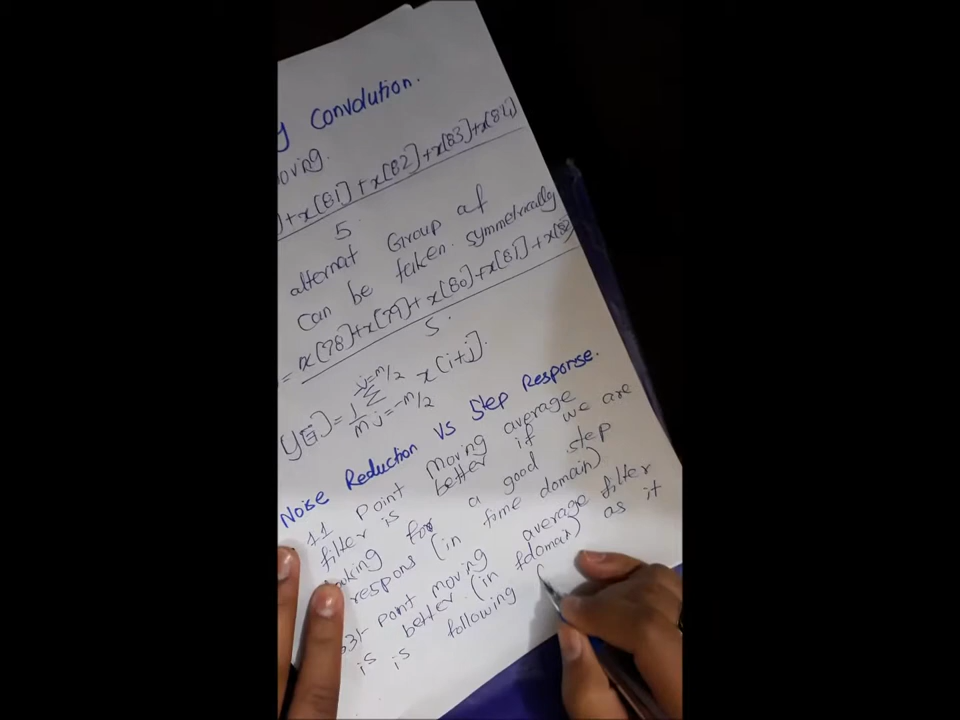 Convolution.
oving.
]+x[81]+x[82]+x[83]+x[84]
5
alternat Group of
can be taken symmetrically
= x[78]+x[79]+x[80]+x[81]+x[82]
5
y[i] = 1/m Σ j=m/2 j=-m/2 x(i+j).
Noise Reduction VS Step Response.
11 Point moving average
filter is better if we are
looking for a good step
respons (in time domain)
31- Point moving average filter
is better (in fdomain) as it
is following